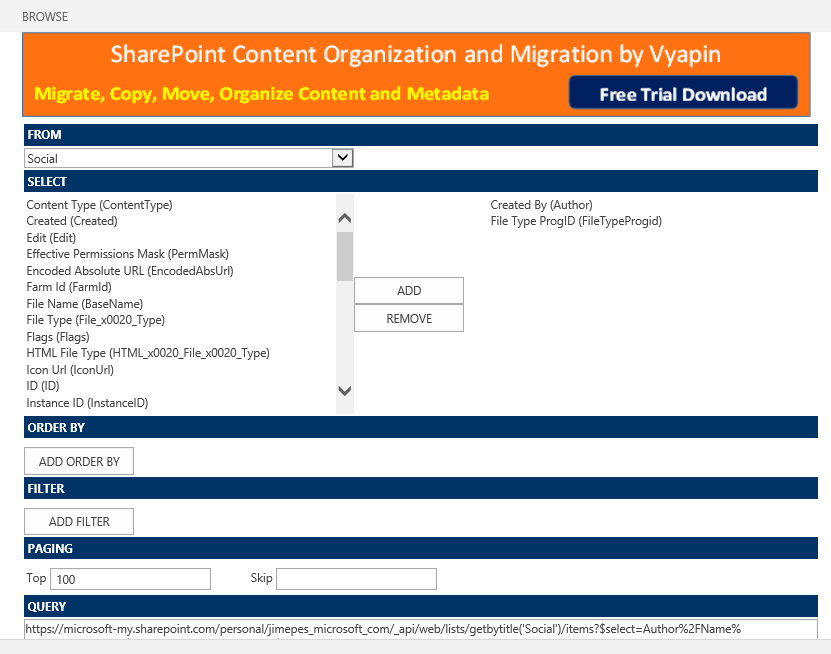 BROWSE
SharePoint Content Organization and Migration by Vyapin
Migrate, Copy, Move, Organize Content and Metadata
Free Trial Download
FROM
Social
SELECT
Content Type (ContentType)
Created (Created)
Edit (Edit)
Effective Permissions Mask (PermMask)
Encoded Absolute URL (EncodedAbsUrl)
Farm Id (FarmId)
File Name (BaseName)
File Type (File_x0020_Type)
Flags (Flags)
HTML File Type (HTML_x0020_File_x0020_Type)
Icon Url (IconUrl)
ID (ID)
Instance ID (InstanceID)
ADD
REMOVE
Created By (Author)
File Type ProgID (FileTypeProgid)
ORDER BY
ADD ORDER BY
FILTER
ADD FILTER
PAGING
Top 100 Skip
QUERY
https://microsoft-my.sharepoint.com/personal/jimepes_microsoft_com/_api/web/lists/getbytitle('Social')/items?$select=Author%2FName%